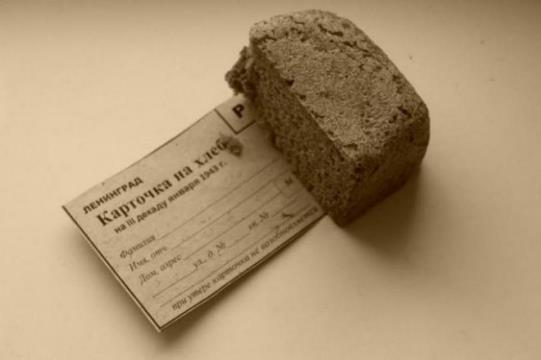 Р
ЛЕНИНГРАД
Карточка на хлеб
на III декаду января 1943 г.
Фамилия
Имя, отч.
Дом, адрес ул., д. № кв. №
при утере карточка не возобновляется